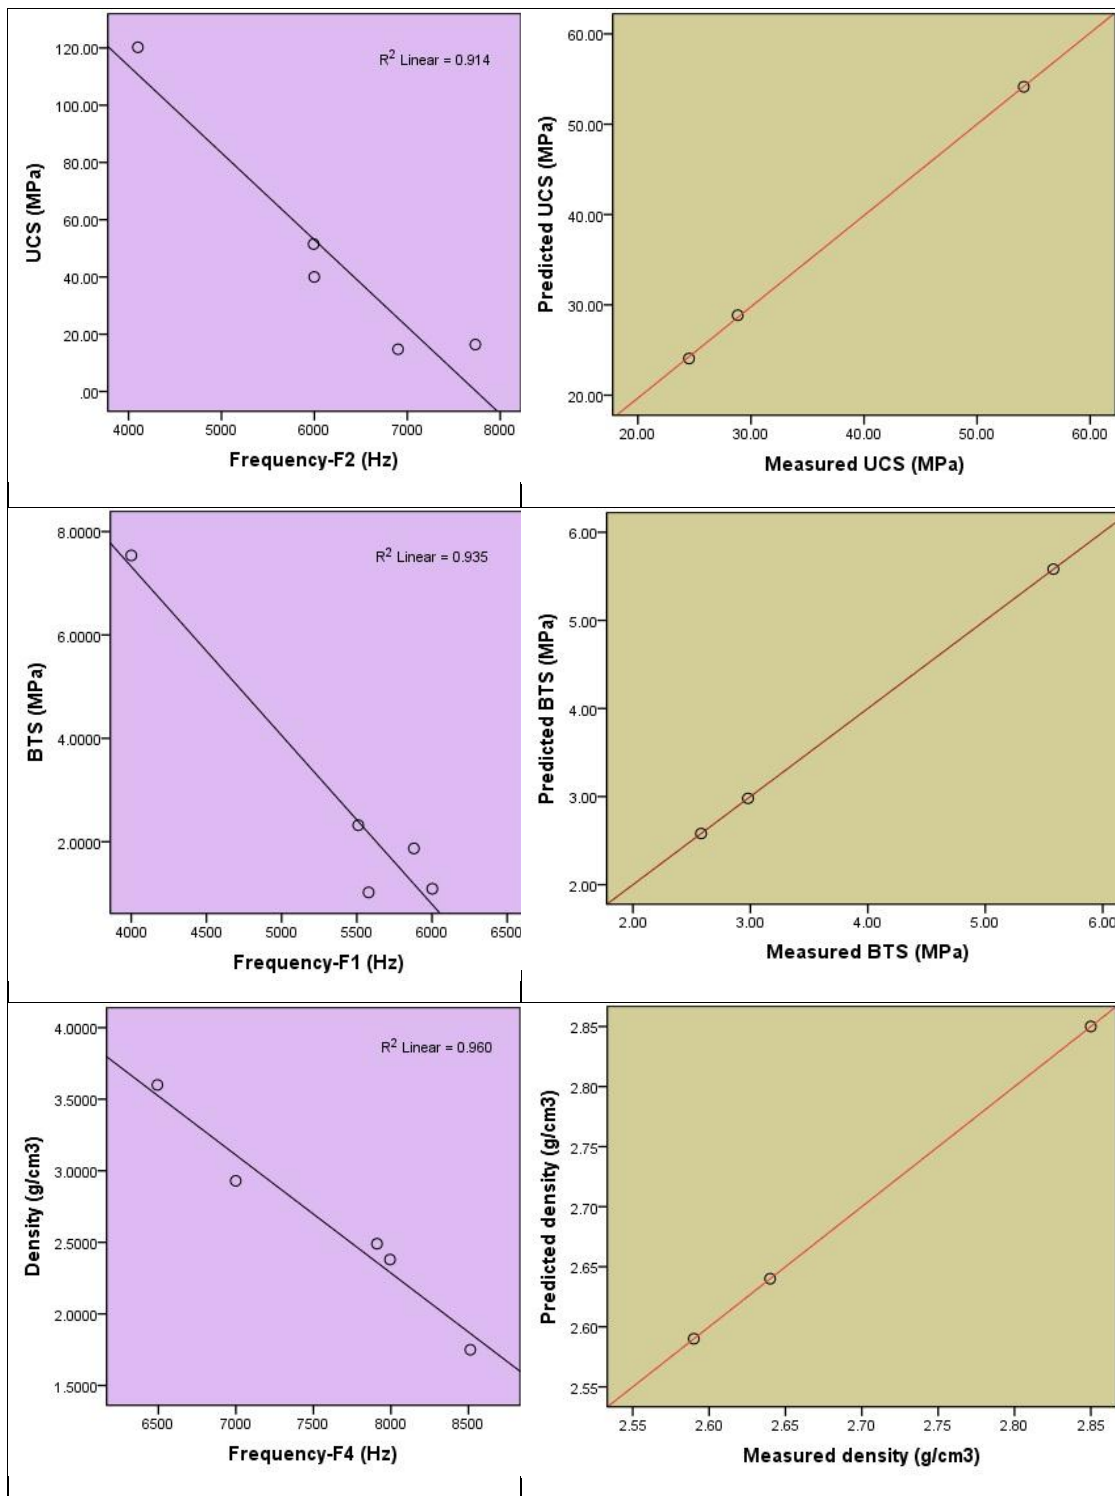 R2 Linear = 0.914
120.00
100.00
80.00
60.00
40.00
20.00
.00
UCS (MPa)
4000 5000 6000 7000 8000
Frequency-F2 (Hz)
60.00
50.00
40.00
30.00
20.00
Predicted UCS (MPa)
20.00 30.00 40.00 50.00 60.00
Measured UCS (MPa)
R2 Linear = 0.935
8.0000
6.0000
4.0000
2.0000
BTS (MPa)
4000 4500 5000 5500 6000 6500
Frequency-F1 (Hz)
6.00
5.00
4.00
3.00
2.00
Predicted BTS (MPa)
2.00 3.00 4.00 5.00 6.00
Measured BTS (MPa)
R2 Linear = 0.960
4.0000
3.5000
3.0000
2.5000
2.0000
1.5000
Density (g/cm3)
6500 7000 7500 8000 8500
Frequency-F4 (Hz)
2.85
2.80
2.75
2.70
2.65
2.60
2.55
Predicted density (g/cm3)
2.55 2.60 2.65 2.70 2.75 2.80 2.85
Measured density (g/cm3)